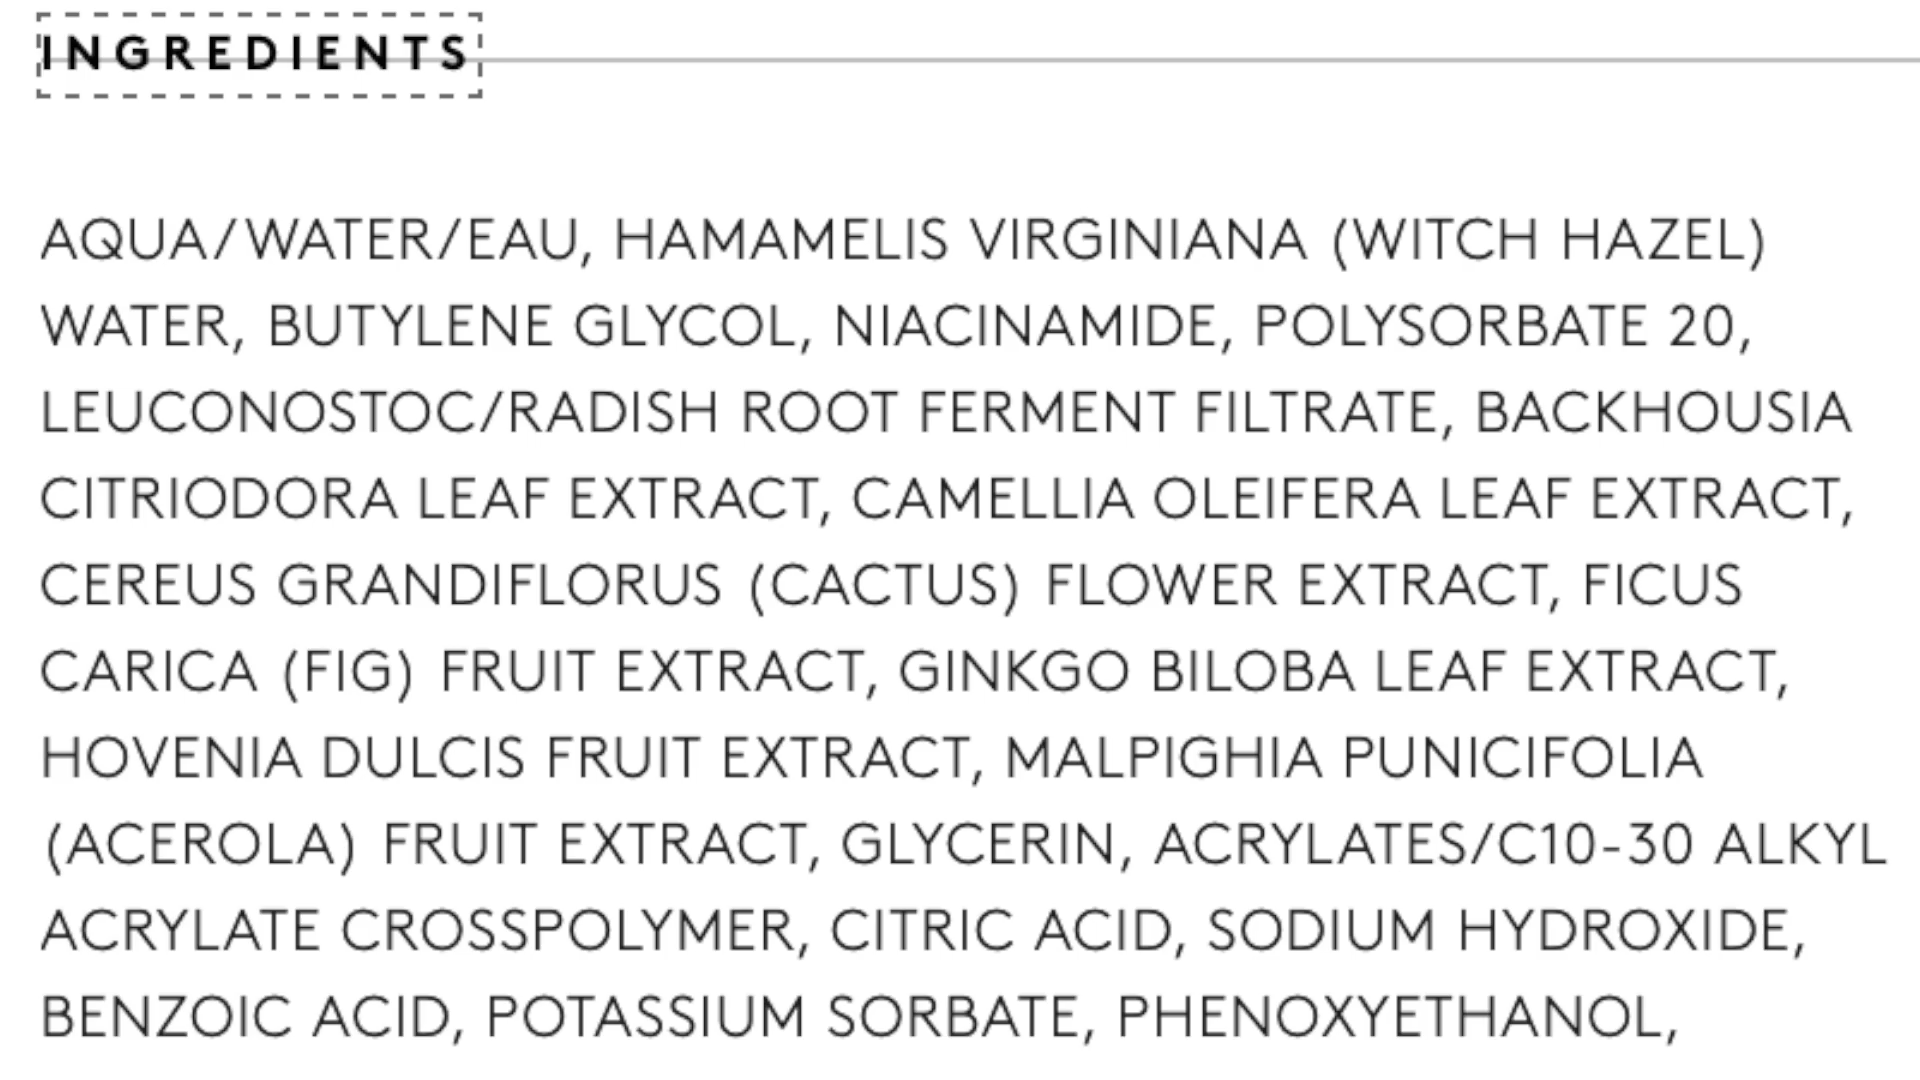 INGREDIENTS
AQUA/WATER/EAU, HAMAMELIS VIRGINIANA (WITCH HAZEL)
WATER, BUTYLENE GLYCOL, NIACINAMIDE, POLYSORBATE 20,
LEUCONOSTOC/RADISH ROOT FERMENT FILTRATE, BACKHOUSIA
CITRIODORA LEAF EXTRACT, CAMELLIA OLEIFERA LEAF EXTRACT,
CEREUS GRANDIFLORUS (CACTUS) FLOWER EXTRACT, FICUS
CARICA (FIG) FRUIT EXTRACT, GINKGO BILOBA LEAF EXTRACT,
HOVENIA DULCIS FRUIT EXTRACT, MALPIGHIA PUNICIFOLIA
(ACEROLA) FRUIT EXTRACT, GLYCERIN, ACRYLATES/C10-30 ALKYL
ACRYLATE CROSSPOLYMER, CITRIC ACID, SODIUM HYDROXIDE,
BENZOIC ACID, POTASSIUM SORBATE, PHENOXYETHANOL,